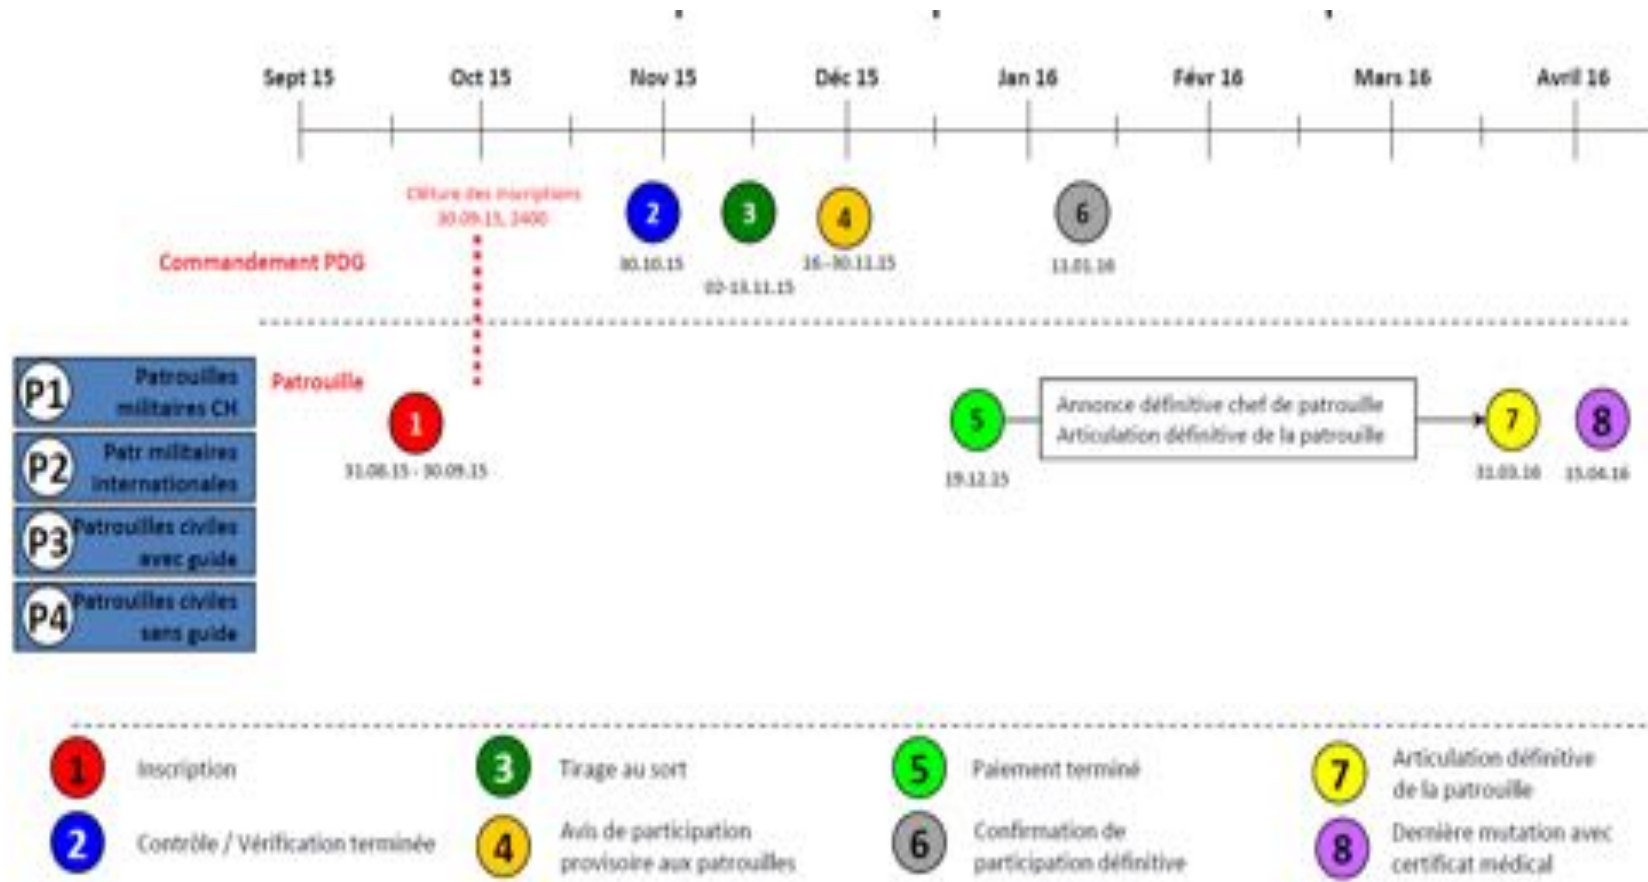 Sept 15 Oct 15 Nov 15 Déc 15 Jan 16 Févr 16 Mars 16 Avril 16
Clôture des inscriptions
30.09.15, 2400
2 3 4 6
Commandement PDG
30.10.15
02-13.11.15
16 -30.11.15
11.01.16
P1 Patrouilles
militaires CH
P2 Patr militaires
internationales
P3 Patrouilles civiles
avec guide
P4 Patrouilles civiles
sans guide
Patrouille
1
31.08.15 - 30.09.15
5
19.12.15
Annonce définitive chef de patrouille
Articulation définitive de la patrouille
7
31.03.16
8
15.04.16
1 Inscription
2 Contrôle / Vérification terminée
3 Tirage au sort
4 Avis de participation
provisoire aux patrouilles
5 Paiement terminé
6 Confirmation de
participation définitive
7 Articulation définitive
de la patrouille
8 Dernière mutation avec
certificat médical